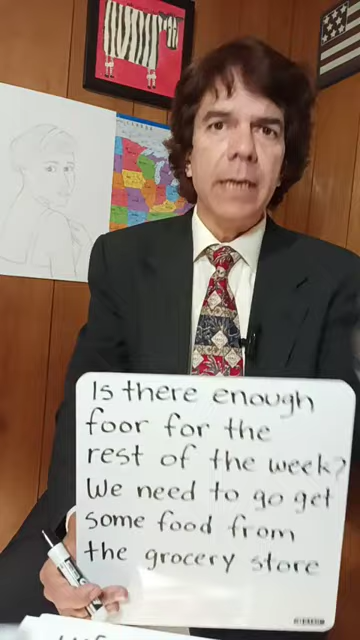 Is there enough
foor for the
rest of the week?
We need to go get
some food from
the grocery store